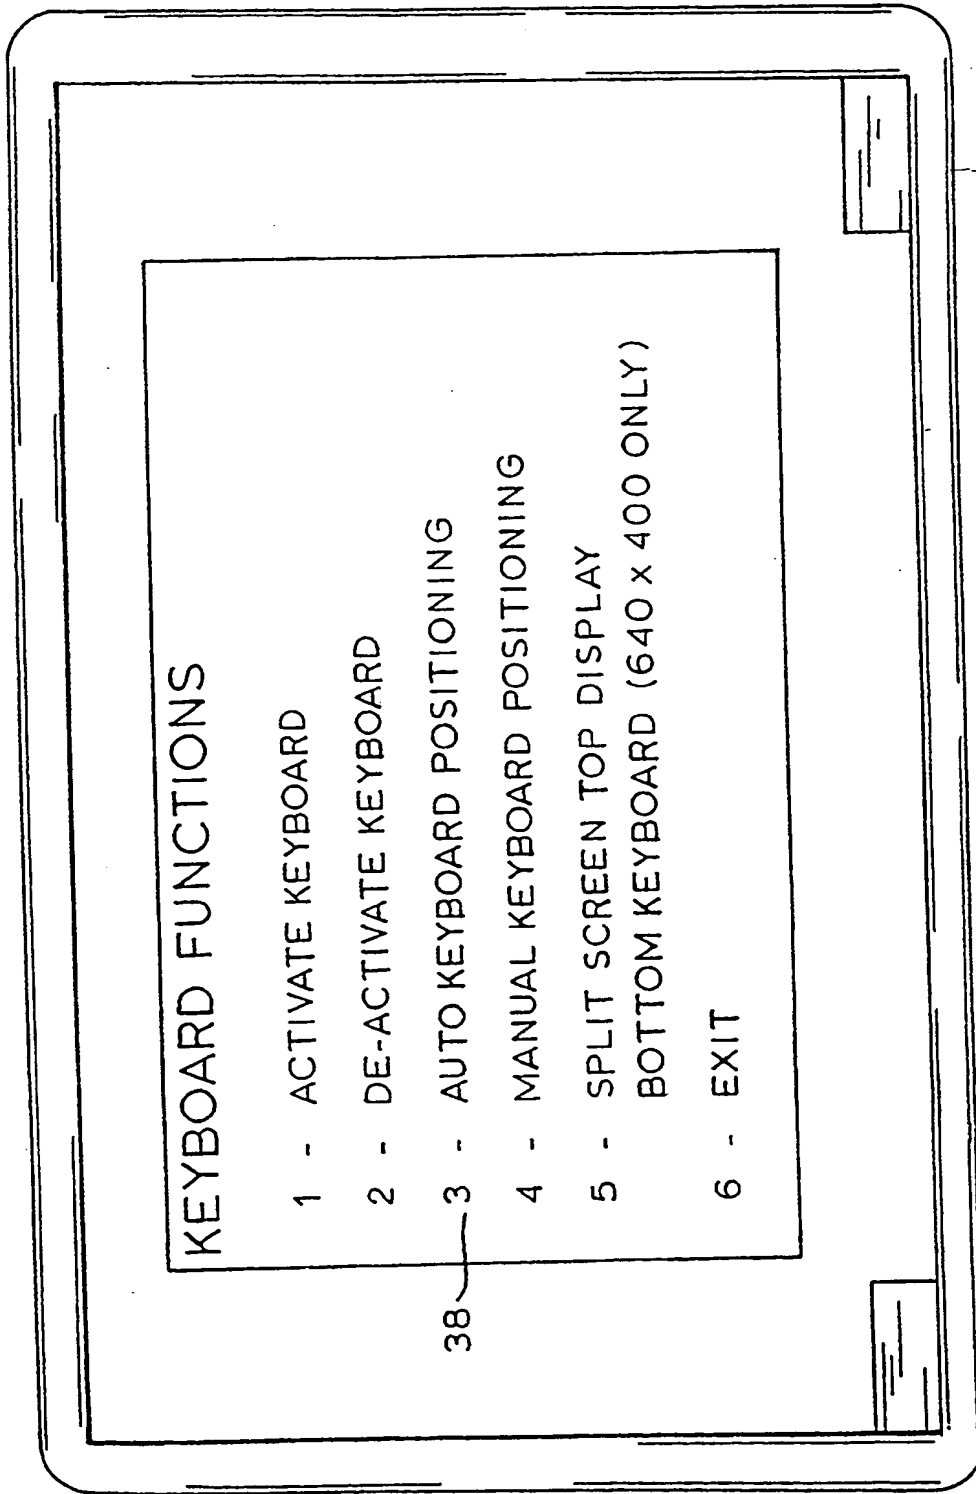 KEYBOARD FUNCTIONS
1 - ACTIVATE KEYBOARD
2 - DE-ACTIVATE KEYBOARD
38 3 - AUTO KEYBOARD POSITIONING
4 - MANUAL KEYBOARD POSITIONING
5 - SPLIT SCREEN TOP DISPLAY
BOTTOM KEYBOARD (640 x 400 ONLY)
6 - EXIT